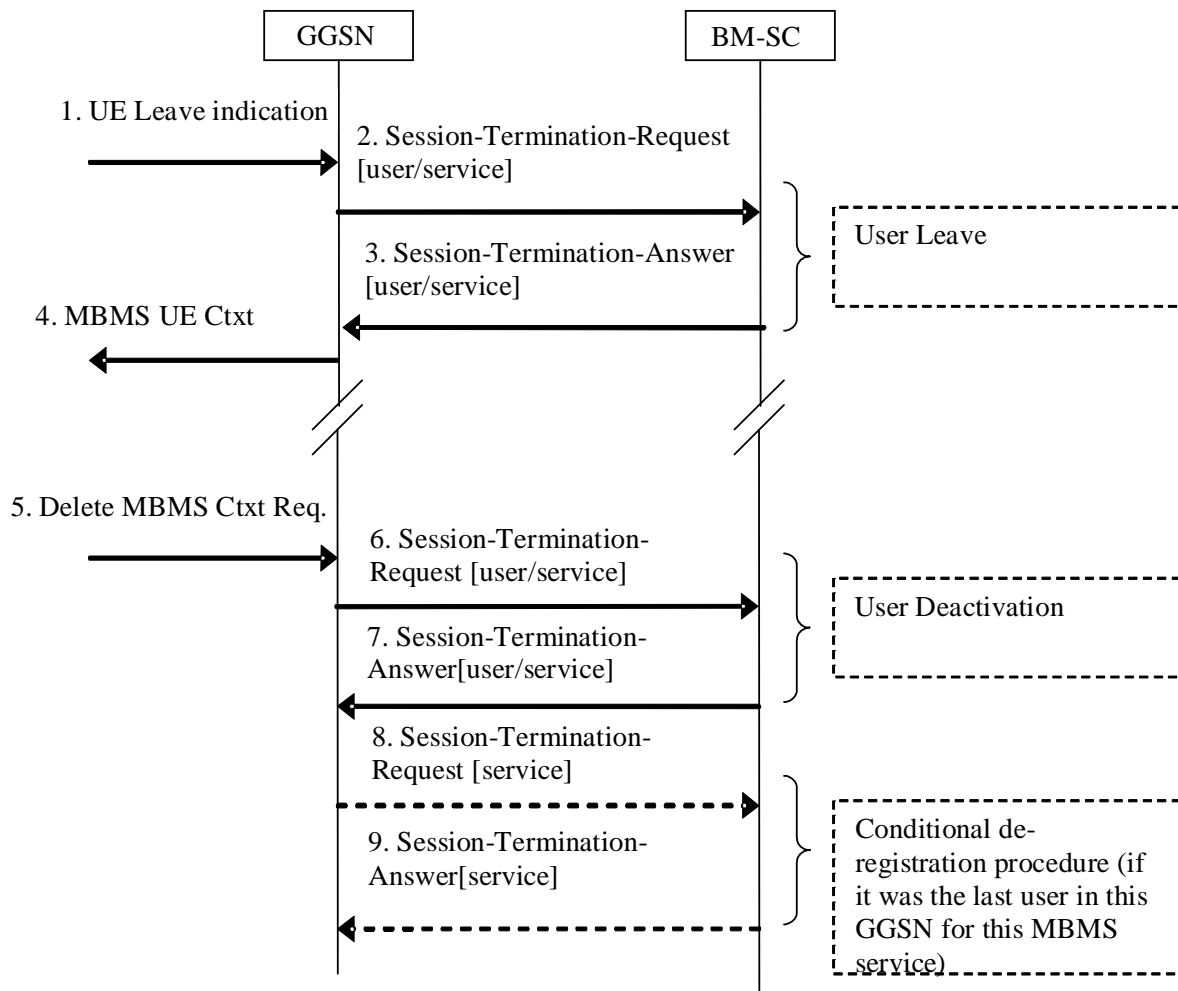 GGSN
BM-SC
1. UE Leave indication
2. Session-Termination-Request
[user/service]
3. Session-Termination-Answer
[user/service]
User Leave
4. MBMS UE Ctxt
5. Delete MBMS Ctxt Req.
6. Session-Termination-
Request [user/service]
7. Session-Termination-
Answer[user/service]
User Deactivation
8. Session-Termination-
Request [service]
9. Session-Termination-
Answer[service]
Conditional de-
registration procedure (if
it was the last user in this
GGSN for this MBMS
service)